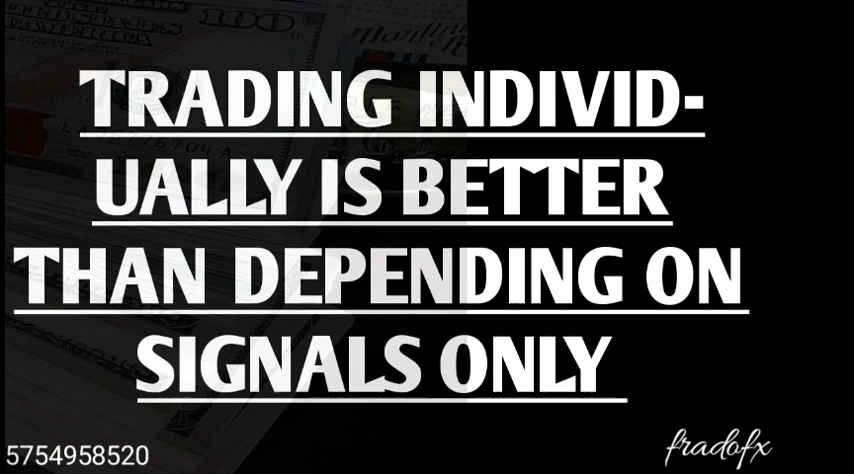 TRADING INDIVID-
UALLY IS BETTER
THAN DEPENDING ON
SIGNALS ONLY
5754958520
fradofx